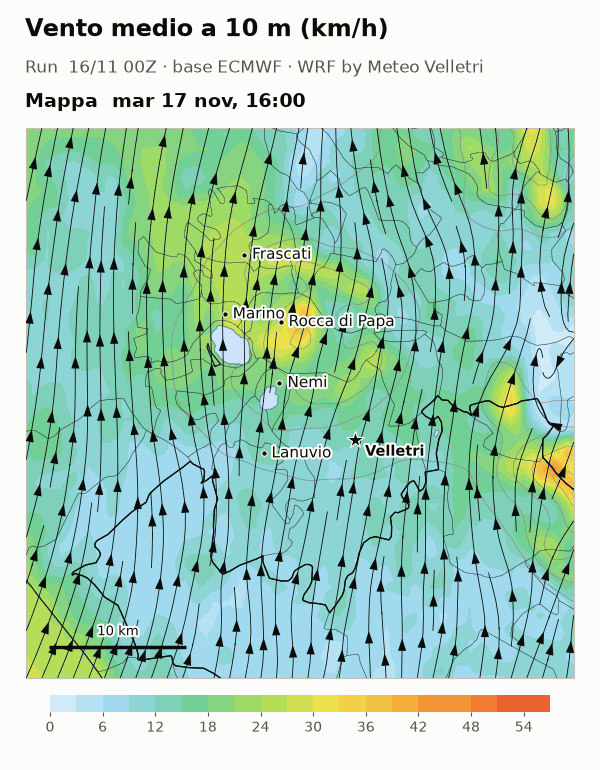 Vento medio a 10 m (km/h)
Run 16/11 00Z · base ECMWF · WRF by Meteo Velletri
Mappa mar 17 nov, 16:00
Frascati
Marino
Rocca di Papa
Nemi
Velletri
Lanuvio
10 km
0 6 12 18 24 30 36 42 48 54